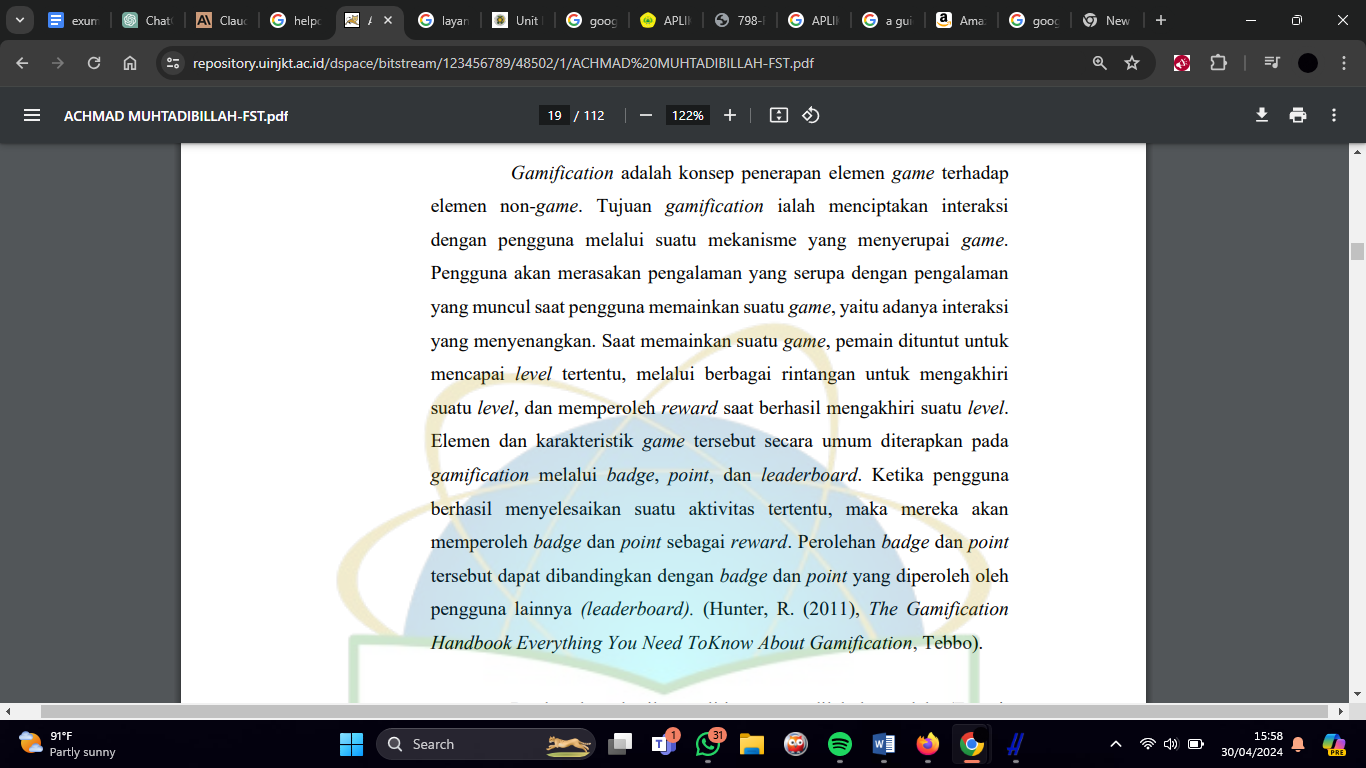 exum
ChatG
Claud
helpd
A
layan
Unit
goog
APLIK
798-
APLIK
a gui
Amaz
goog
New
repository.uinjkt.ac.id/dspace/bitstream/123456789/48502/1/ACHMAD%20MUHTADIBILLAH-FST.pdf
ACHMAD MUHTADIBILLAH-FST.pdf
19 / 112
122%
Gamification adalah konsep penerapan elemen game terhadap
elemen non-game. Tujuan gamification ialah menciptakan interaksi
dengan pengguna melalui suatu mekanisme yang menyerupai game.
Pengguna akan merasakan pengalaman yang serupa dengan pengalaman
yang muncul saat pengguna memainkan suatu game, yaitu adanya interaksi
yang menyenangkan. Saat memainkan suatu game, pemain dituntut untuk
mencapai level tertentu, melalui berbagai rintangan untuk mengakhiri
suatu level, dan memperoleh reward saat berhasil mengakhiri suatu level.
Elemen dan karakteristik game tersebut secara umum diterapkan pada
gamification melalui badge, point, dan leaderboard. Ketika pengguna
berhasil menyelesaikan suatu aktivitas tertentu, maka mereka akan
memperoleh badge dan point sebagai reward. Perolehan badge dan point
tersebut dapat dibandingkan dengan badge dan point yang diperoleh oleh
pengguna lainnya (leaderboard). (Hunter, R. (2011), The Gamification
Handbook Everything You Need ToKnow About Gamification, Tebbo).
91°F
Partly sunny
Search
1
31
15:58
30/04/2024
PRE